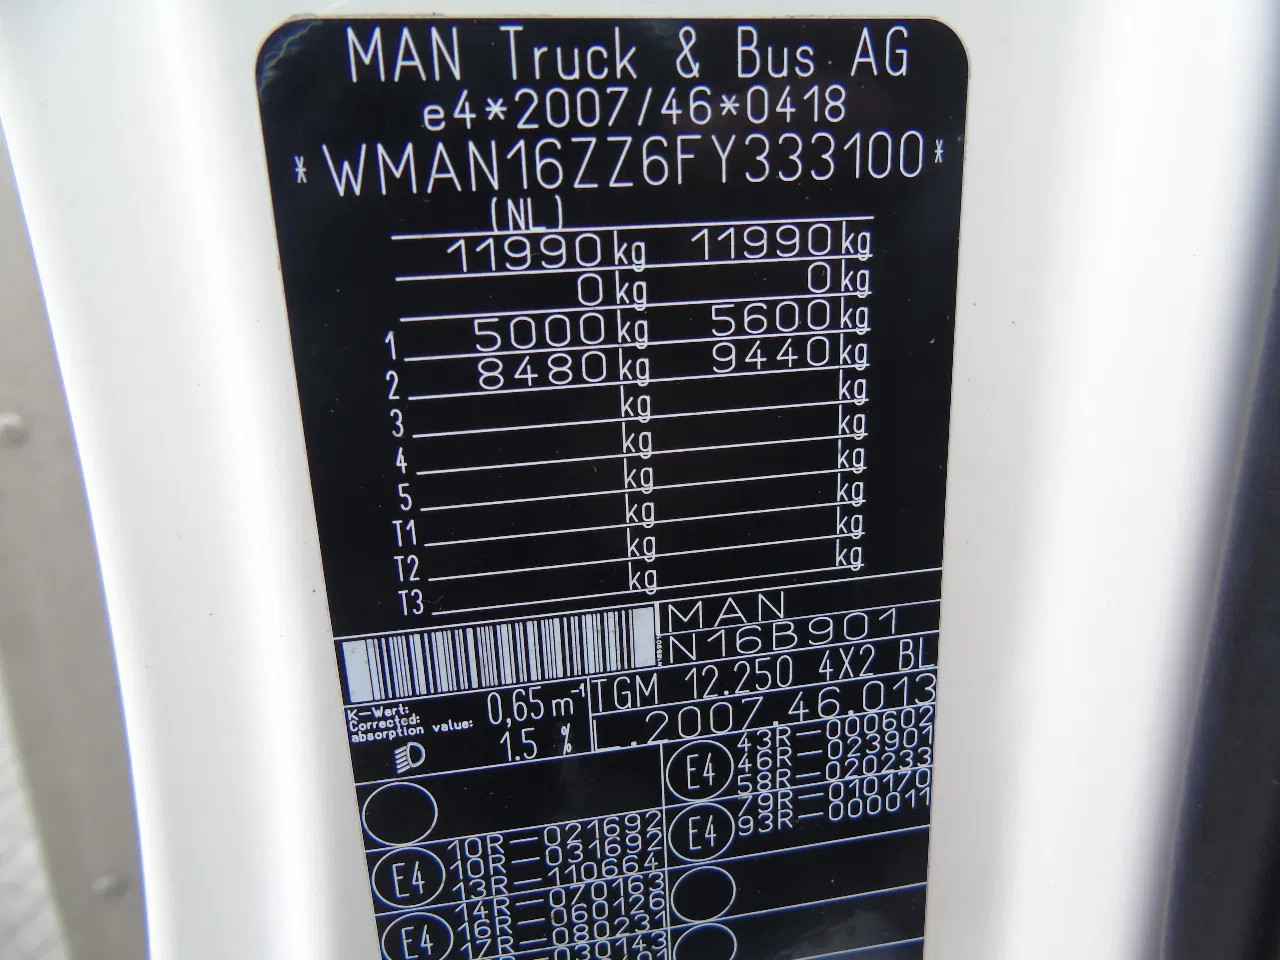 MAN Truck & Bus AG
e4*2007/46*0418
*WMAN16ZZ6FY333100*
(NL)
11990 kg 11990 kg
0 kg 0 kg
1 5000 kg 5600 kg
2 8480 kg 9440 kg
3 kg kg
4 kg kg
5 kg kg
T1 kg kg
T2 kg kg
T3 kg kg
MAN
N16B901
TGM 12.250 4X2 BL
L.2007.46.013
K-Wert:
Corrected:
absorption value:
0,65 m⁻¹
1.5 %
E4 10R-021692
10R-031692
13R-110664
E4 14R-070163
16R-060126
17R-080231
030143
E4 43R-000602
46R-023901
58R-020233
E4 79R-010170
93R-000011